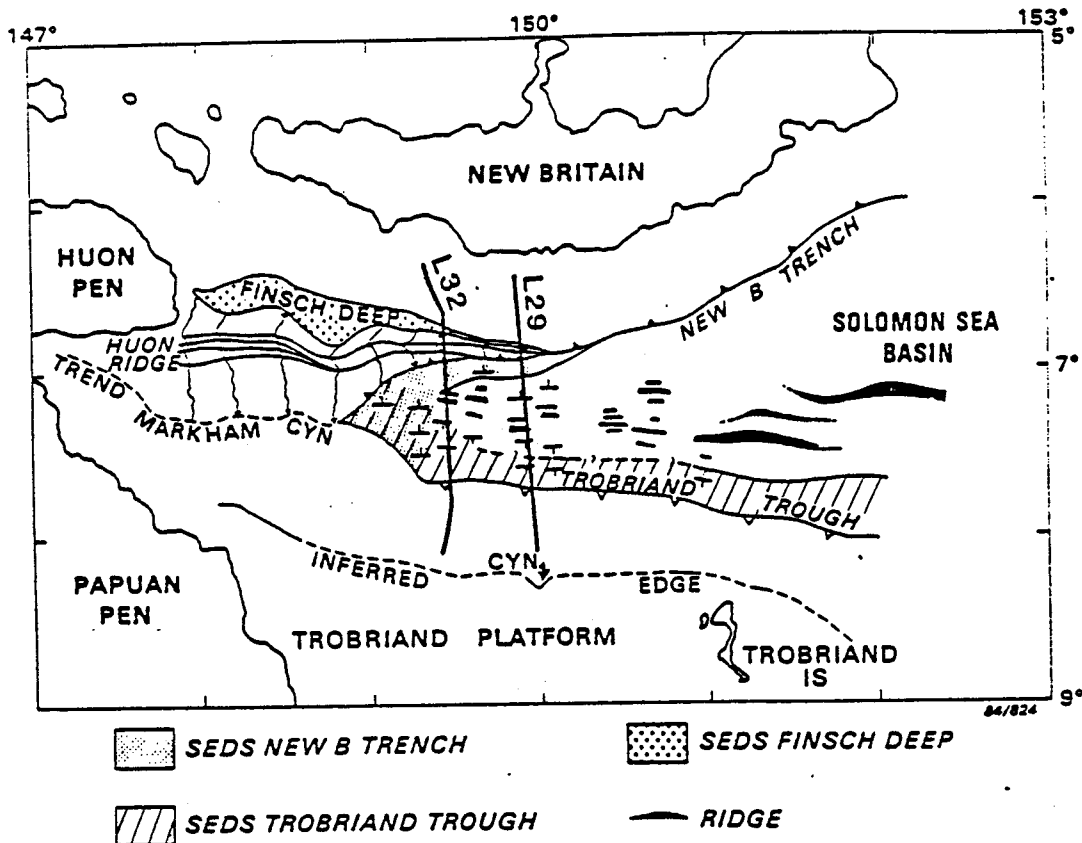 147°
150°
153°
5°
NEW BRITAIN
HUON
PEN
L32
L29
NEW B TRENCH
FINSCH DEEP
SOLOMON SEA
BASIN
HUON
RIDGE
7°
TREND
MARKHAM CYN
TROBRIAND
TROUGH
INFERRED
CYN
EDGE
PAPUAN
PEN
TROBRIAND PLATFORM
TROBRIAND
IS
9°
84/824
SEDS NEW B TRENCH
SEDS FINSCH DEEP
SEDS TROBRIAND TROUGH
RIDGE